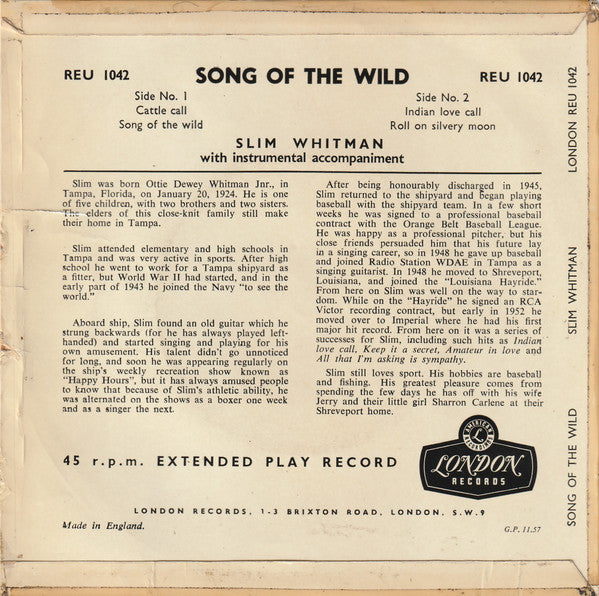 REU 1042 SONG OF THE WILD REU 1042
Side No. 1
Cattle call
Song of the wild
Side No. 2
Indian love call
Roll on silvery moon
SLIM WHITMAN
with instrumental accompaniment
Slim was born Ottie Dewey Whitman Jnr., in
Tampa, Florida, on January 20, 1924. He is one
of five children, with two brothers and two sisters.
The elders of this close-knit family still make
their home in Tampa.
Slim attended elementary and high schools in
Tampa and was very active in sports. After high
school he went to work for a Tampa shipyard as
a fitter, but World War II had started, and in the
early part of 1943 he joined the Navy "to see the
world."
Aboard ship, Slim found an old guitar which he
strung backwards (for he has always played left-
handed) and started singing and playing for his
own amusement. His talent didn't go unnoticed
for long, and soon he was appearing regularly on
the ship's weekly recreation show known as
"Happy Hours", but it has always amused people
to know that because of Slim's athletic ability, he
was alternated on the shows as a boxer one week
and as a singer the next.
After being honourably discharged in 1945,
Slim returned to the shipyard and began playing
baseball with the shipyard team. In a few short
weeks he was signed to a professional baseball
contract with the Orange Belt Baseball League.
He was happy as a professional pitcher, but his
close friends persuaded him that his future lay
in a singing career, so in 1948 he gave up baseball
and joined Radio Station WDAE in Tampa as a
singing guitarist. In 1948 he moved to Shreveport,
Louisiana, and joined the "Louisiana Hayride."
From here on Slim was well on the way to star-
dom. While on the "Hayride" he signed an RCA
Victor recording contract, but early in 1952 he
moved over to Imperial where he had his first
major hit record. From here on it was a series of
successes for Slim, including such hits as Indian
love call, Keep it a secret, Amateur in love and
All that I'm asking is sympathy.
Slim still loves sport. His hobbies are baseball
and fishing. His greatest pleasure comes from
spending the few days he has off with his wife
Jerry and their little girl Sharron Carlene at their
Shreveport home.
45 r.p.m. EXTENDED PLAY RECORD
AMERICAN
L
RECORDINGS
LONDON
RECORDS
LONDON RECORDS, 1-3 BRIXTON ROAD, LONDON, S.W.9
Made in England.
G.P. 11.57
LONDON REU 1042
SLIM WHITMAN
SONG OF THE WILD